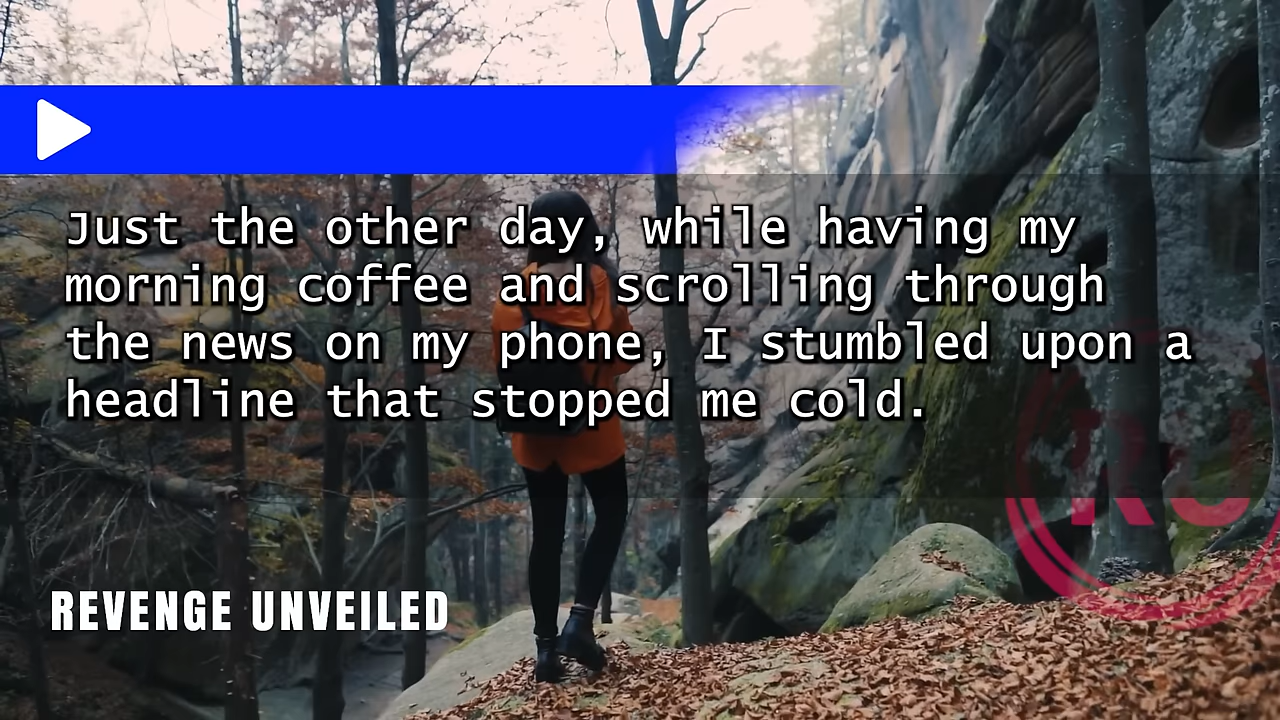 Just the other day, while having my
morning coffee and scrolling through
the news on my phone, I stumbled upon a
headline that stopped me cold.
RU
REVENGE UNVEILED